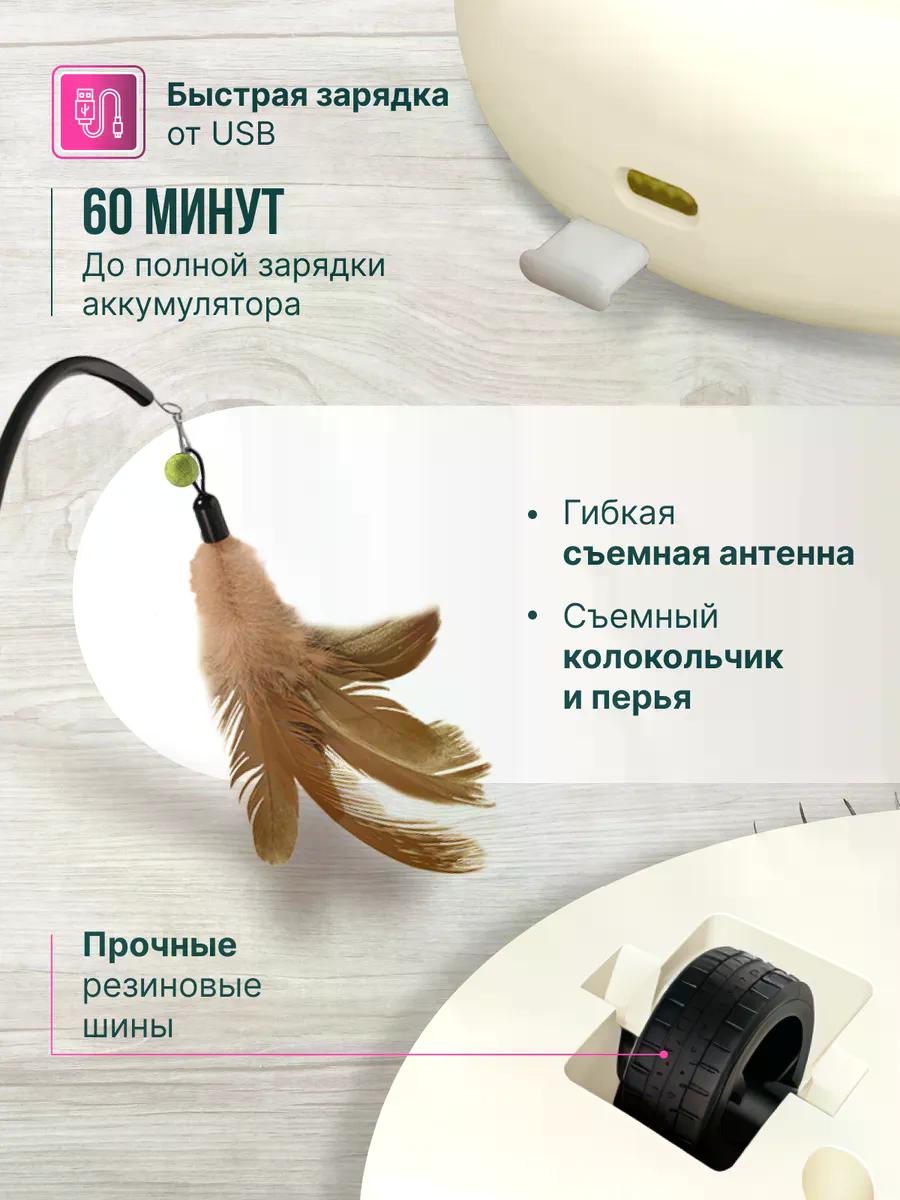 Быстрая зарядка
от USB
60 МИНУТ
До полной зарядки
аккумулятора
• Гибкая
съемная антенна
• Съемный
колокольчик
и перья
Прочные
резиновые
шины